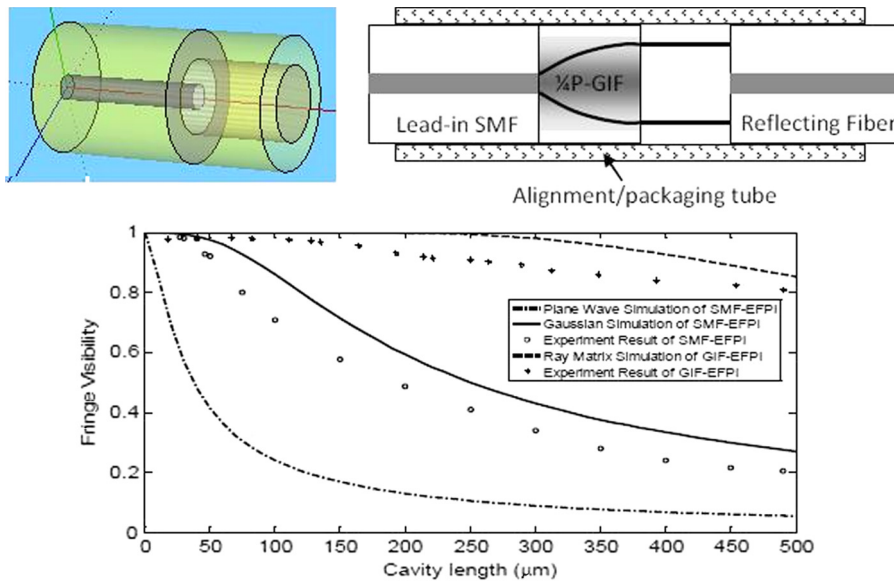 ¼P-GIF
Lead-in SMF
Reflecting Fiber
Alignment/packaging tube
1
0.8
0.6
0.4
0.2
0
Fringe Visibility
Plane Wave Simulation of SMF-EFPI
Gaussian Simulation of SMF-EFPI
Experiment Result of SMF-EFPI
Ray Matrix Simulation of GIF-EFPI
Experiment Result of GIF-EFPI
0 50 100 150 200 250 300 350 400 450 500
Cavity length (μm)